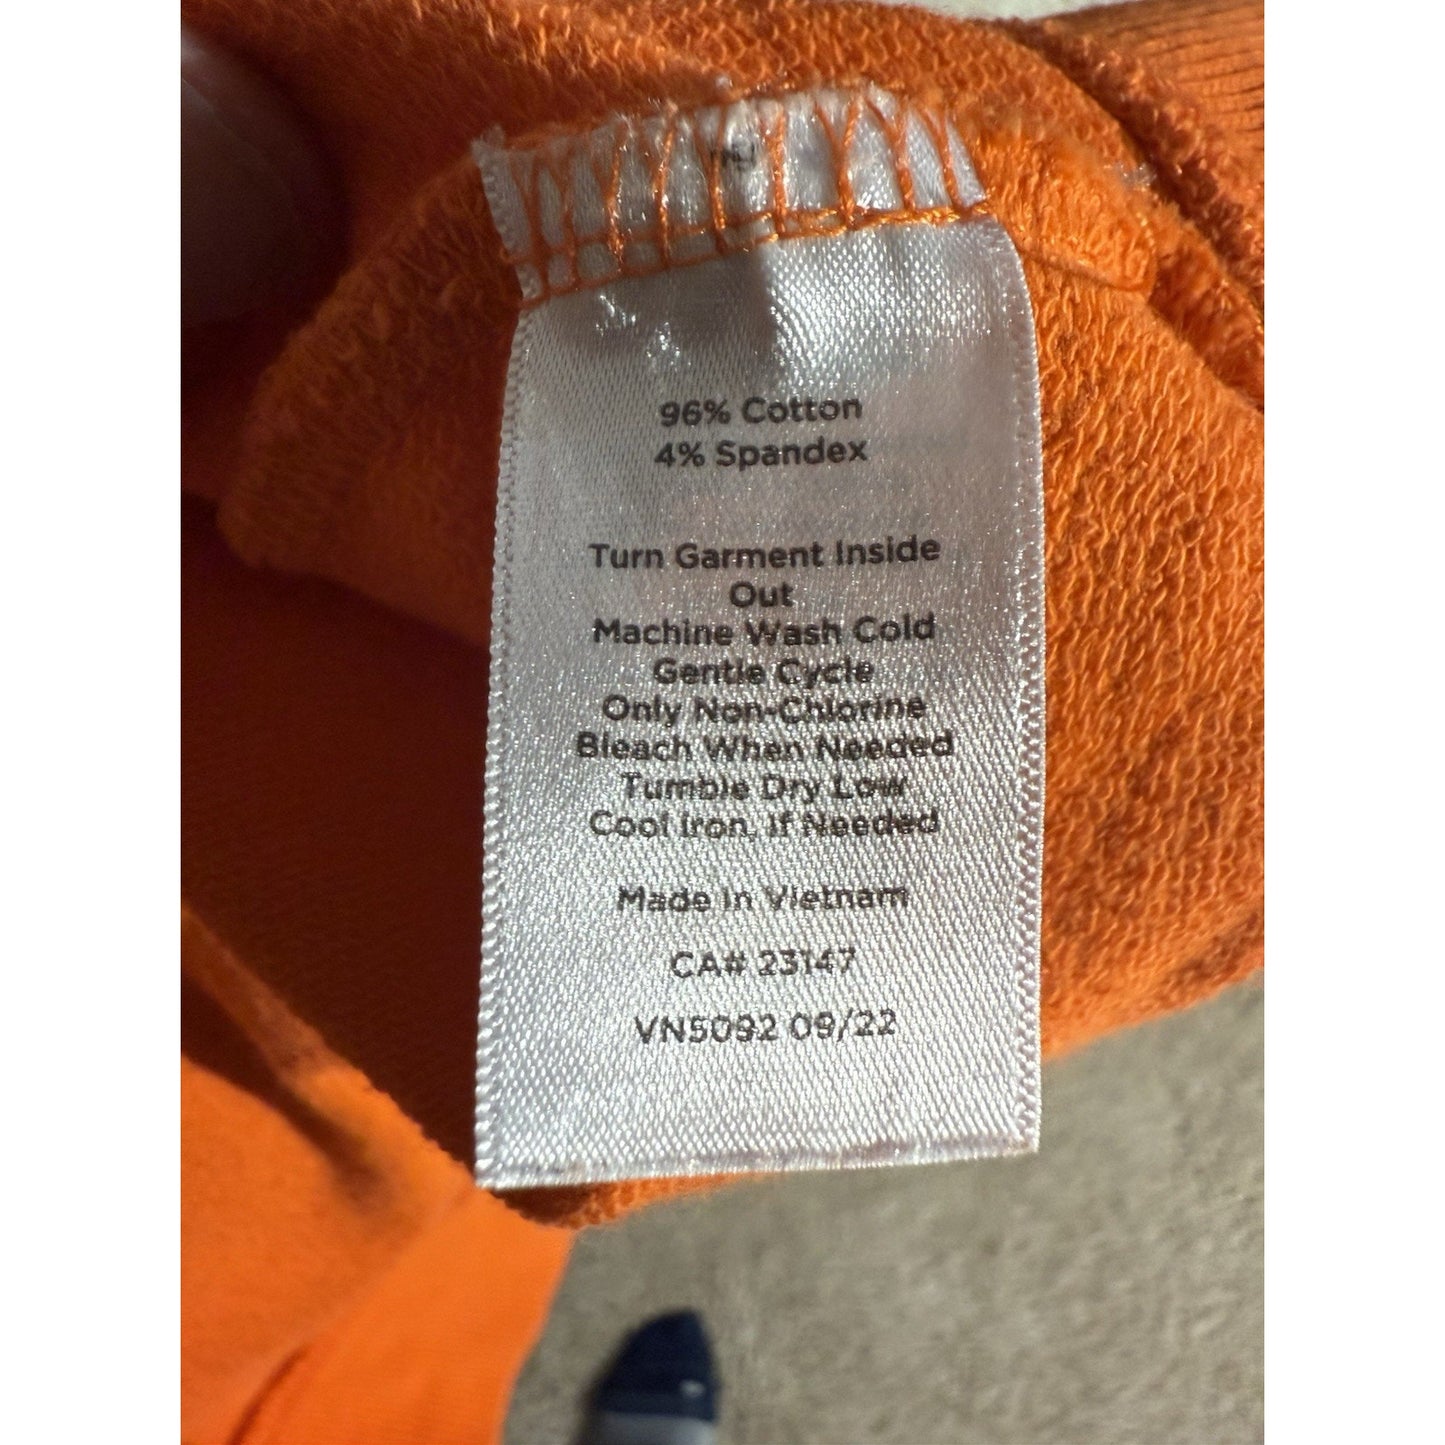 96% Cotton
4% Spandex
Turn Garment Inside
Out
Machine Wash Cold
Gentle Cycle
Only Non-Chlorine
Bleach When Needed
Tumble Dry Low
Cool Iron, If Needed
Made In Vietnam
CA# 23147
VN5092 09/22